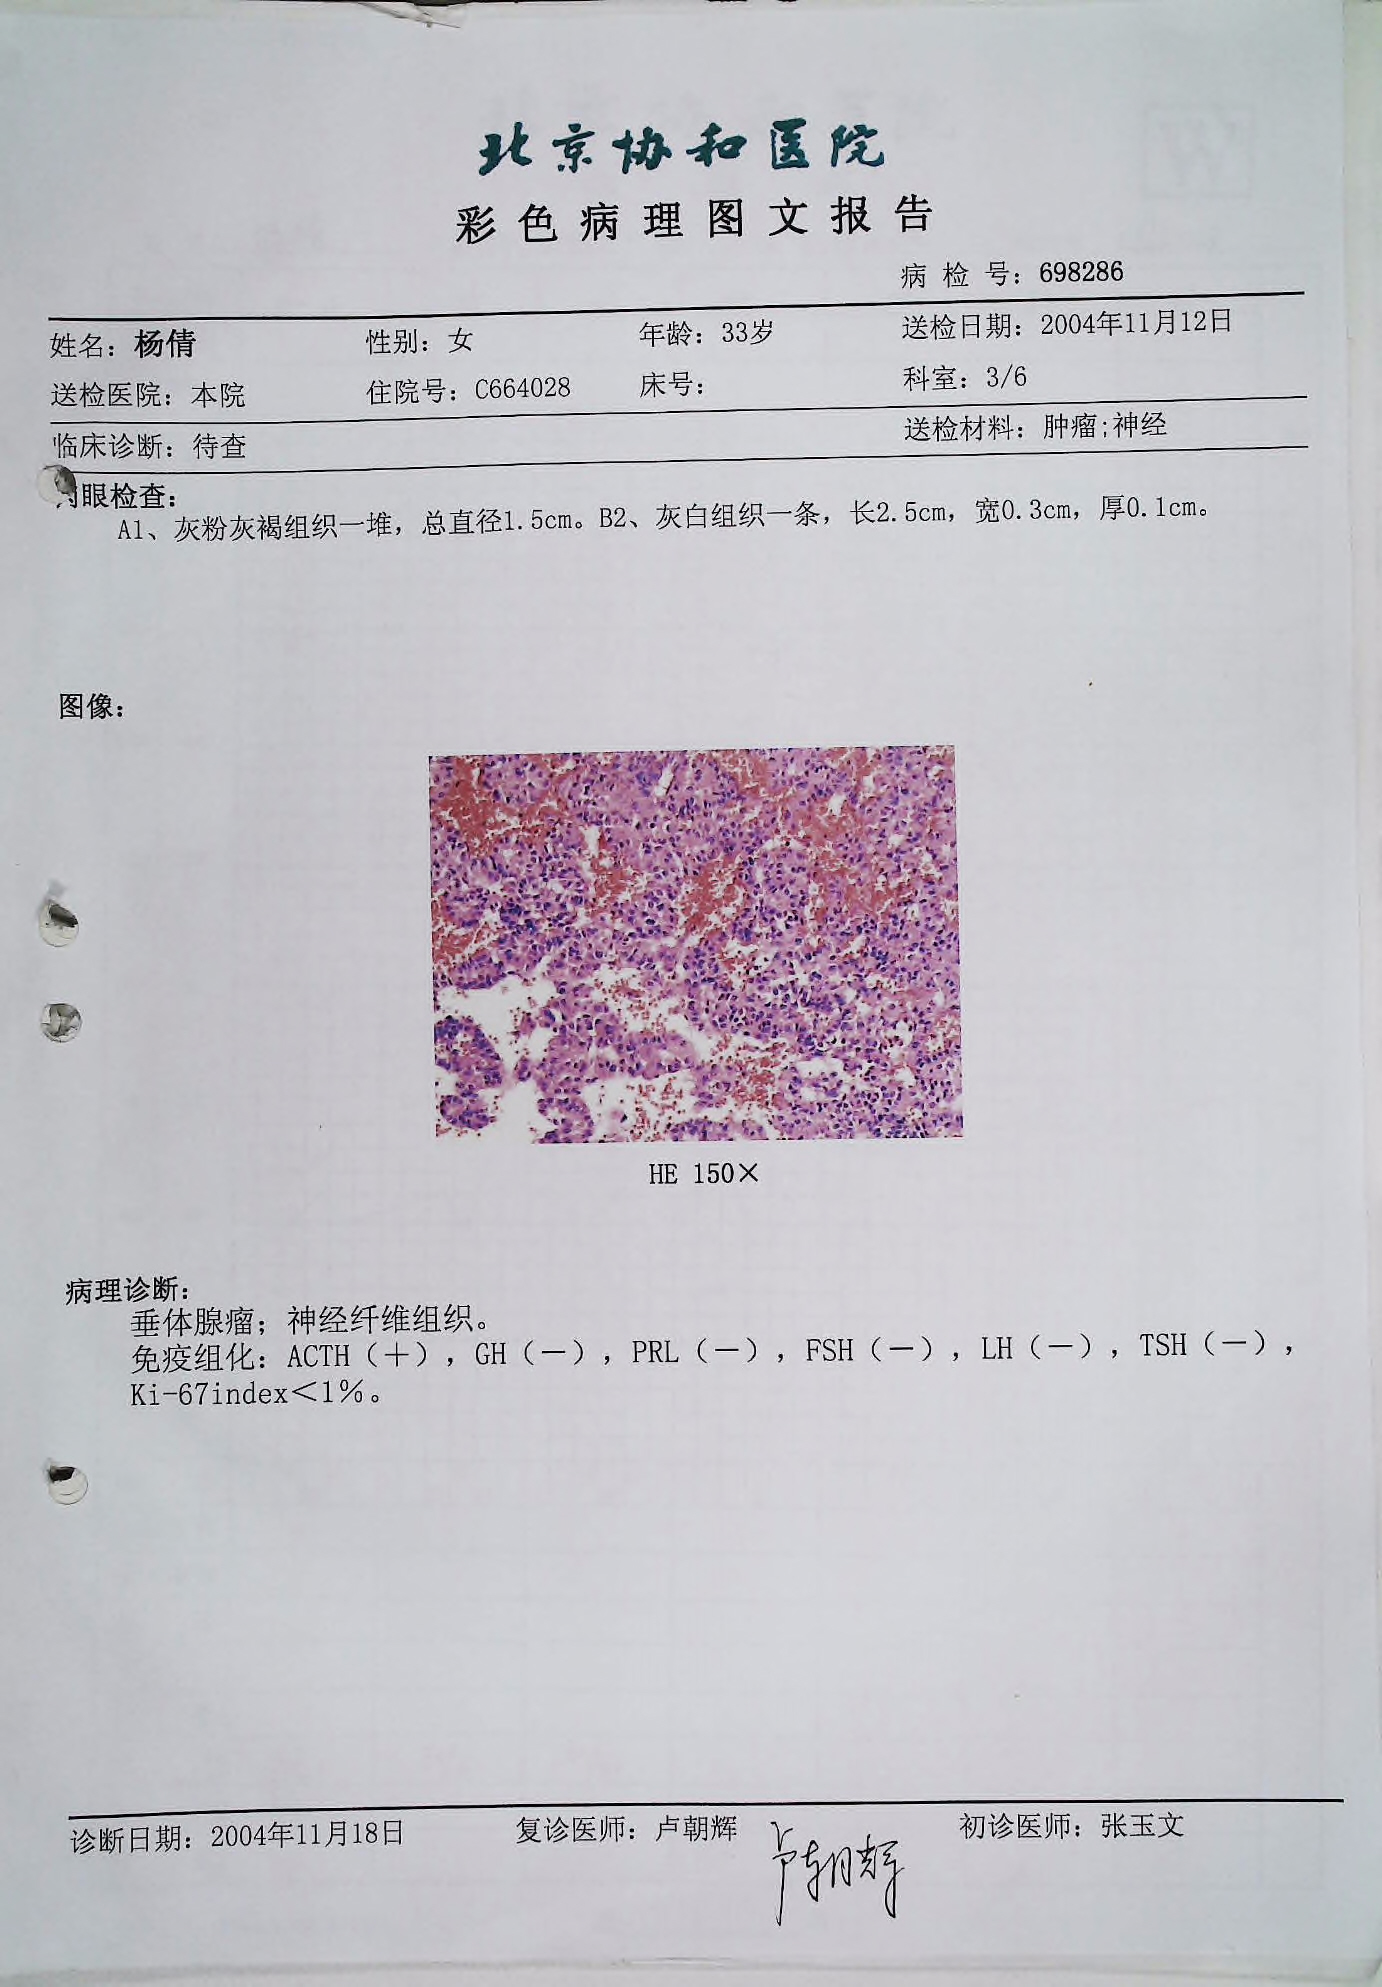 北京协和医院
彩色病理图文报告
病 检 号：698286
姓名：杨倩 性别：女 年龄：33岁 送检日期：2004年11月12日
送检医院：本院 住院号：C664028 床号： 科室：3/6
临床诊断：待查 送检材料：肿瘤;神经
眼检查：
A1、灰粉灰褐组织一堆，总直径1.5cm。B2、灰白组织一条，长2.5cm，宽0.3cm，厚0.1cm。
图像：
HE 150×
病理诊断：
垂体腺瘤；神经纤维组织。
免疫组化：ACTH（＋），GH（－），PRL（－），FSH（－），LH（－），TSH（－），
Ki-67index＜1％。
诊断日期：2004年11月18日 复诊医师：卢朝辉 卢朝辉 初诊医师：张玉文